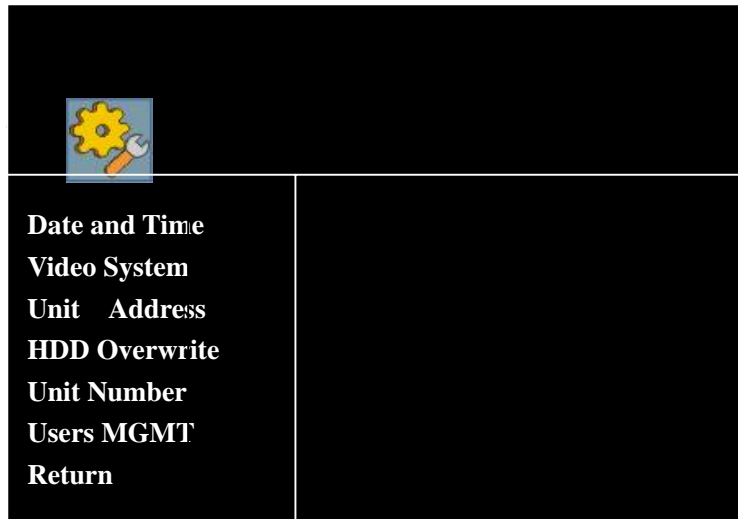 Date and Time
Video System
Unit Address
HDD Overwrite
Unit Number
Users MGMT
Return